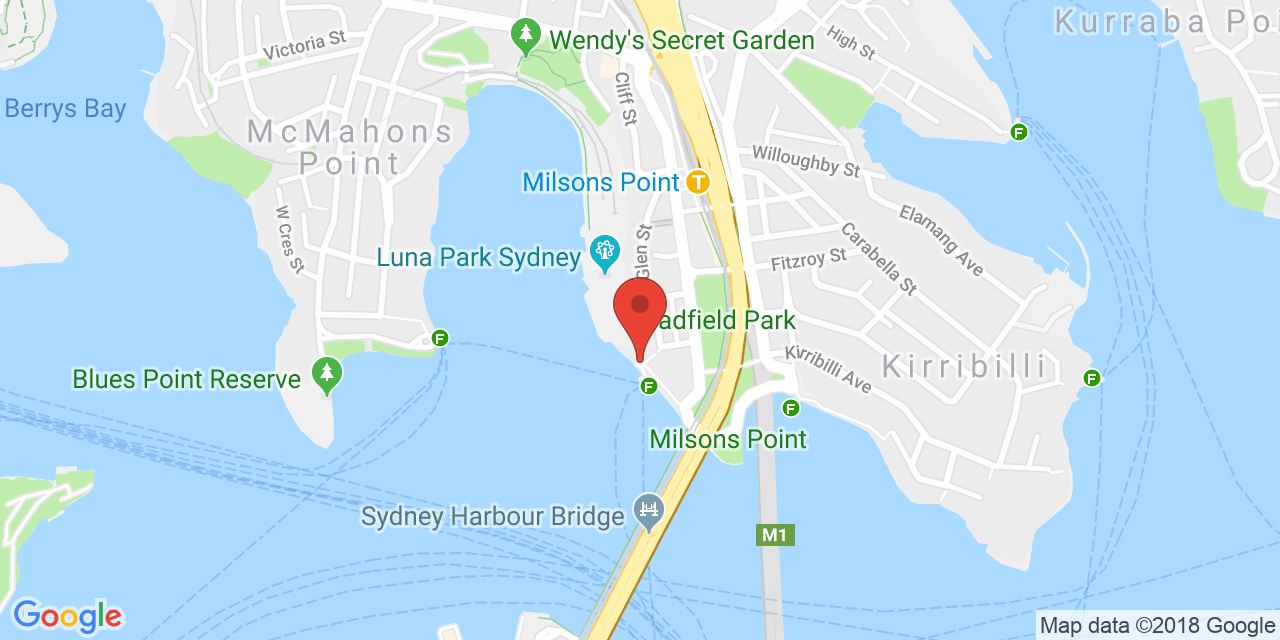 Kurraba Poi
High St
Victoria St
Wendy's Secret Garden
Cliff St
Berrys Bay
McMahons
Point
F
Willoughby St
Milsons Point
T
W Cres St
Elamang Ave
Carabella St
Glen St
Luna Park Sydney
Fitzroy St
adfield Park
F
Kirribilli Ave
Kirribilli
Blues Point Reserve
F
F
F
Milsons Point
Sydney Harbour Bridge
M1
Google
Map data ©2018 Google